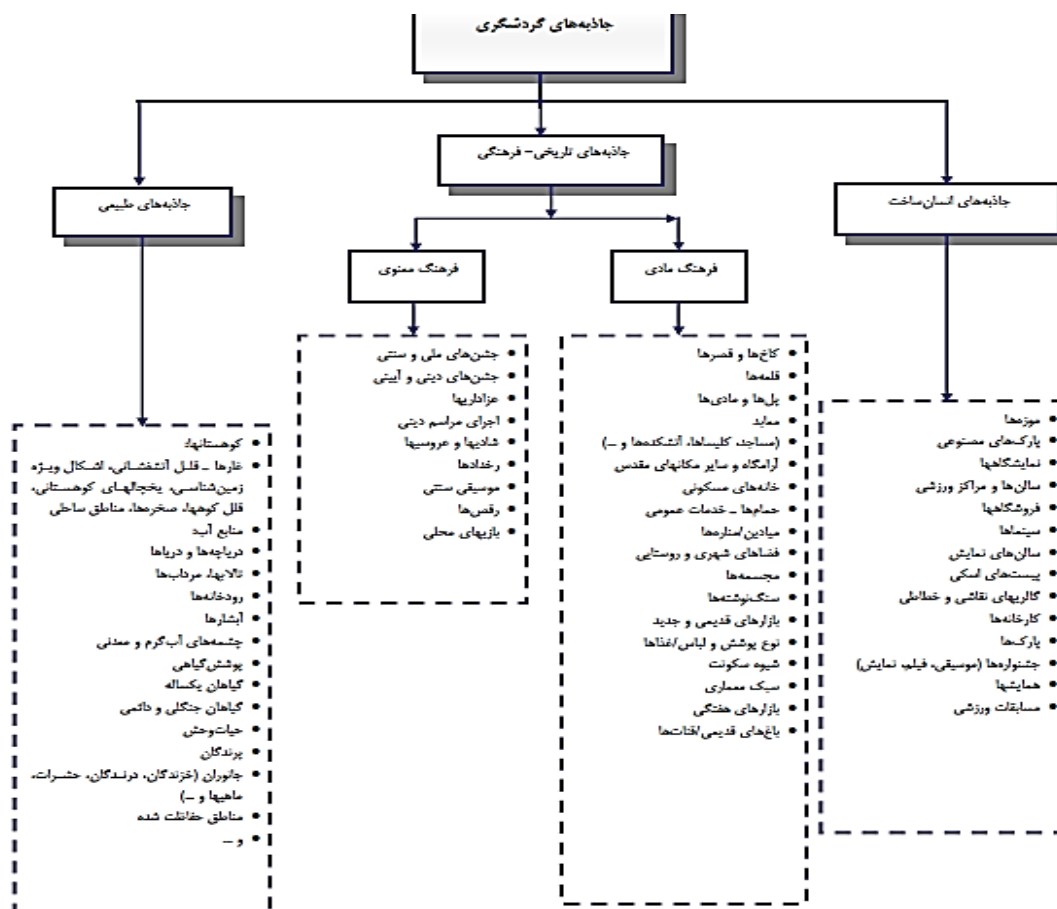 جاذبه‌های گردشگری
جاذبه‌های تاریخی- فرهنگی
جاذبه‌های انسان‌ساخت
جاذبه‌های طبیعی
فرهنگ مادی
فرهنگ معنوی
موزه‌ها
پارک‌های مصنوعی
نمایشگاهها
سالن‌ها و مراکز ورزشی
فروشگاهها
سینماها
سالن‌های نمایش
پیست‌های اسکی
گالریهای نقاشی و خطاطی
کارخانه‌ها
پارک‌ها
جشنواره‌ها (موسیقی، فیلم، نمایش)
همایشها
مسابقات ورزشی
کاخ‌ها و قصرها
قلعه‌ها
پل‌ها و مادی‌ها
معابد
(مساجد، کلیساها، آتشکده‌ها و ...)
آرامگاه و سایر مکانهای مقدس
خانه‌های مسکونی
حمام‌ها ـ خدمات عمومی
میادین/مناره‌ها
فضاهای شهری و روستایی
مجسمه‌ها
سنگ‌نوشته‌ها
بازارهای قدیمی و جدید
نوع پوشش و لباس/غذاها
شیوه سکونت
سبک معماری
بازارهای هفتگی
باغ‌های قدیمی/قنات‌ها
جشن‌های ملی و سنتی
جشن‌های دینی و آیینی
عزاداریها
اجرای مراسم دینی
شادیها و عروسیها
رخدادها
موسیقی سنتی
رقص‌ها
بازیهای محلی
کوهستانها:
غارها ـ قلل آتشفشانی، اشکال ویژه
زمین‌شناسی، یخچالهای کوهستانی،
قلل کوهها، صخره‌ها، مناطق ساحلی
منابع آب:
دریاچه‌ها و دریاها
تالابها، مرداب‌ها
رودخانه‌ها
آبشارها
چشمه‌های آب‌گرم و معدنی
پوشش‌گیاهی
گیاهان یکساله
گیاهان جنگلی و دائمی
حیات‌وحش
پرندگان
جانوران (خزندگان، درندگان، حشرات،
ماهیها و ...)
مناطق حفاظت شده
و ...